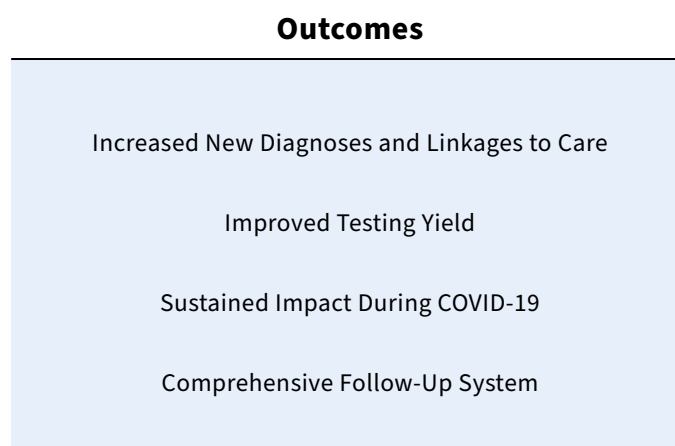 Outcomes
Increased New Diagnoses and Linkages to Care
Improved Testing Yield
Sustained Impact During COVID-19
Comprehensive Follow-Up System